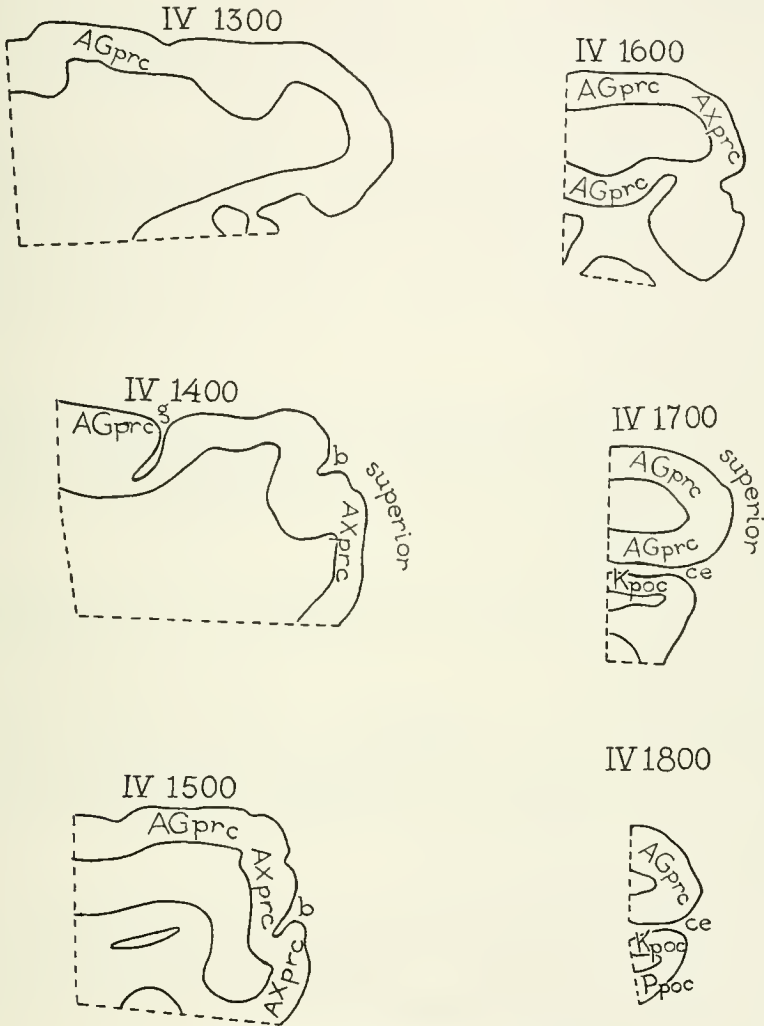 IV 1300
AGprc
IV 1600
AGprc
AXprc
AGprc
IV 1400
AGprc
g
b
superior
AXprc
IV 1700
AGprc
superior
AGprc
ce
Kpoc
IV 1500
AGprc
AXprc
b
AXprc
IV 1800
AGprc
ce
Kpoc
Ppoc